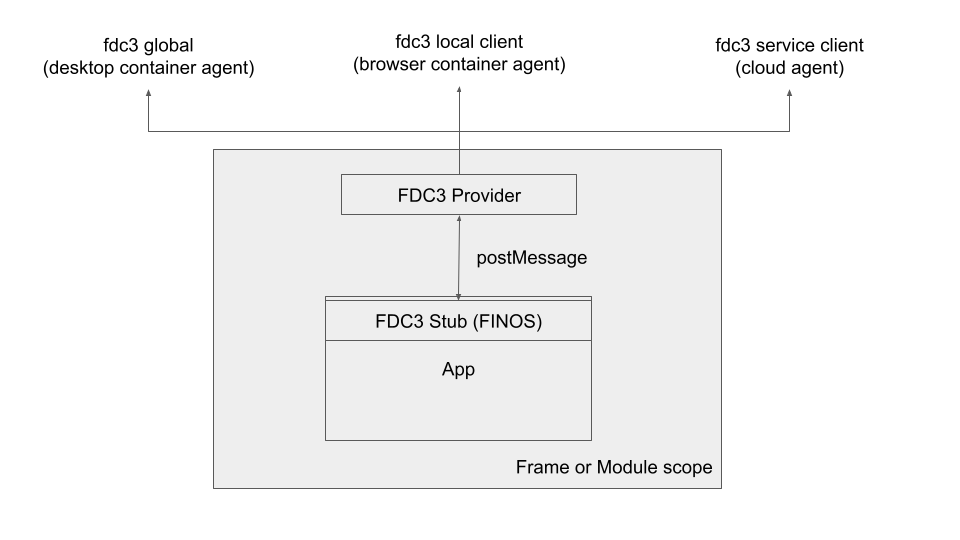 fdc3 global
(desktop container agent)
fdc3 local client
(browser container agent)
fdc3 service client
(cloud agent)
FDC3 Provider
postMessage
FDC3 Stub (FINOS)
App
Frame or Module scope